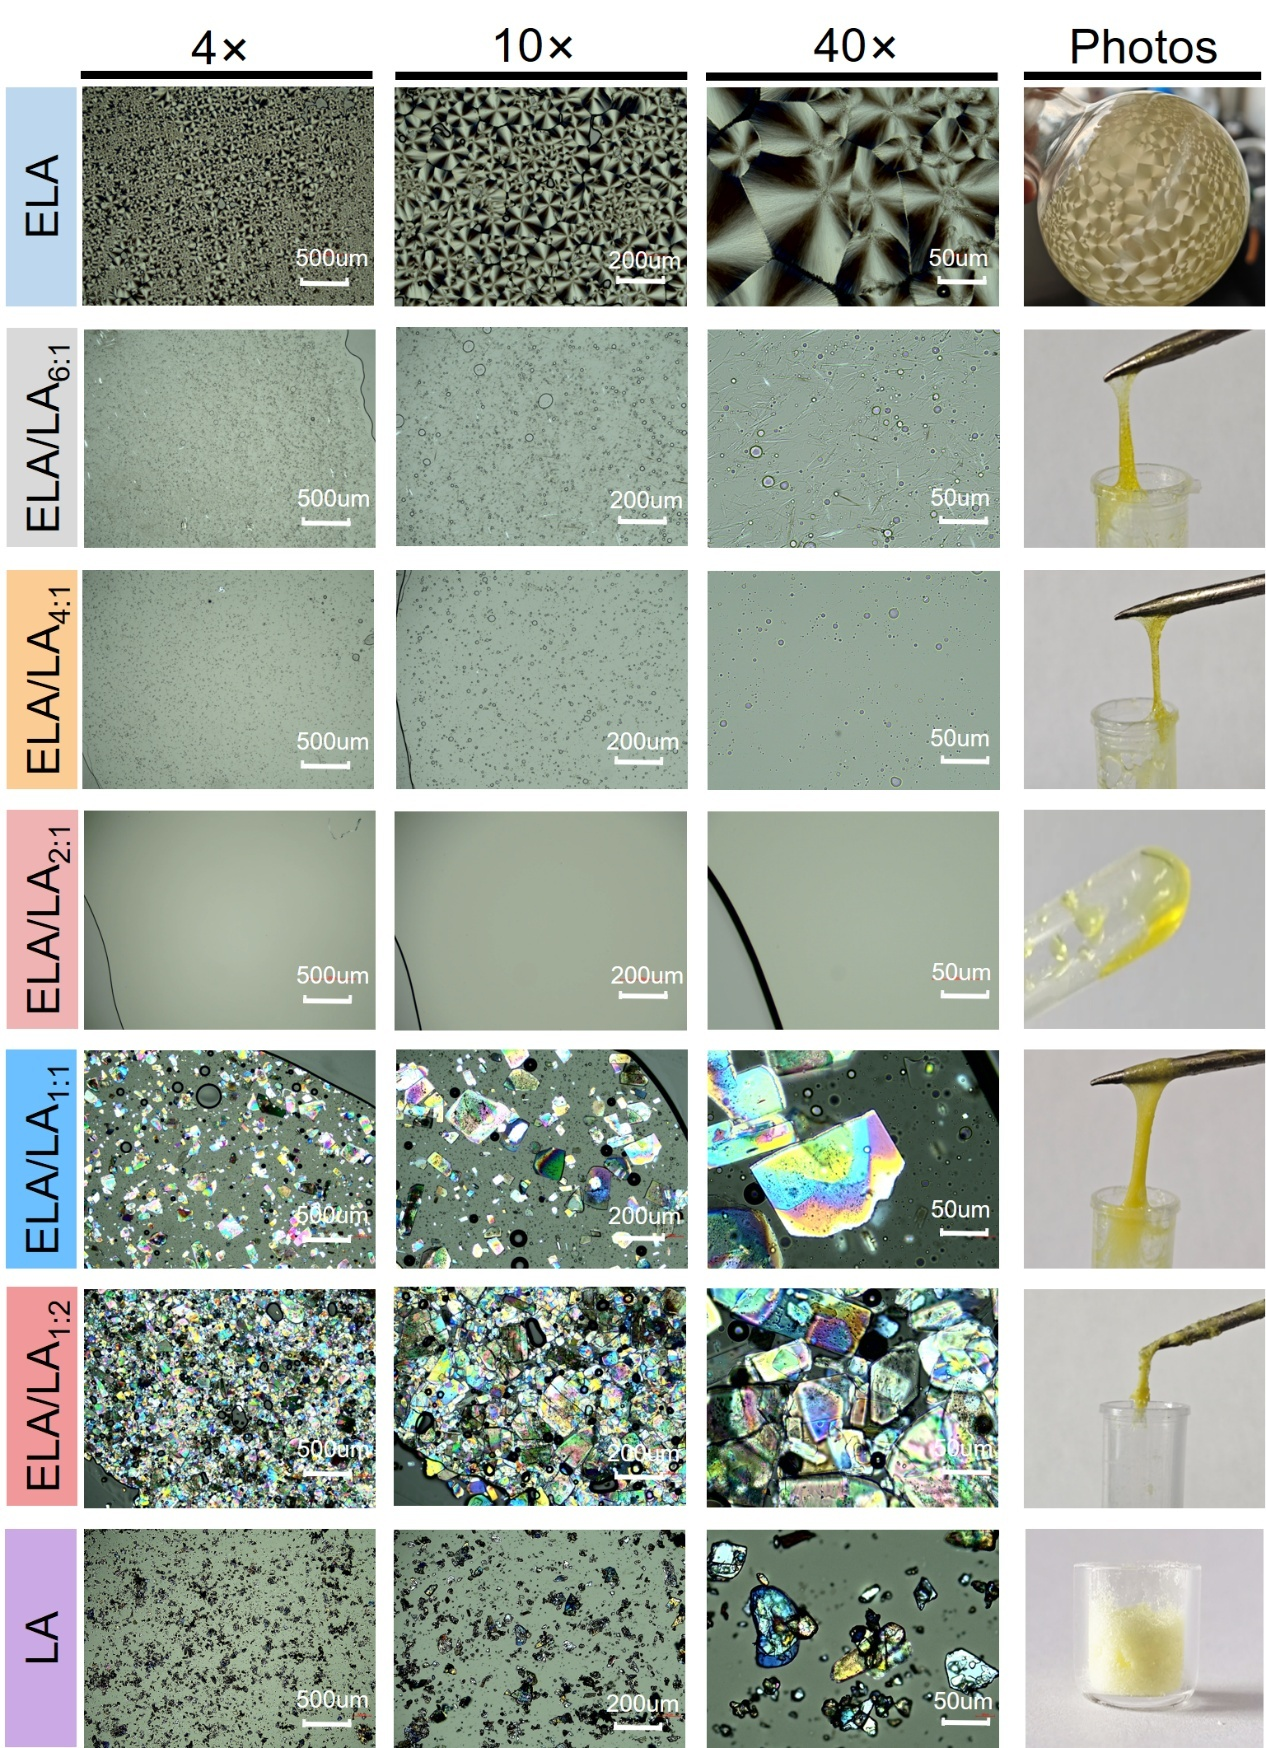 4× 10× 40× Photos
ELA 500um 200um 50um
ELA/LA6:1 500um 200um 50um
ELA/LA4:1 500um 200um 50um
ELA/LA2:1 500um 200um 50um
ELA/LA1:1 500um 200um 50um
ELA/LA1:2 500um 200um 50um
LA 500um 200um 50um